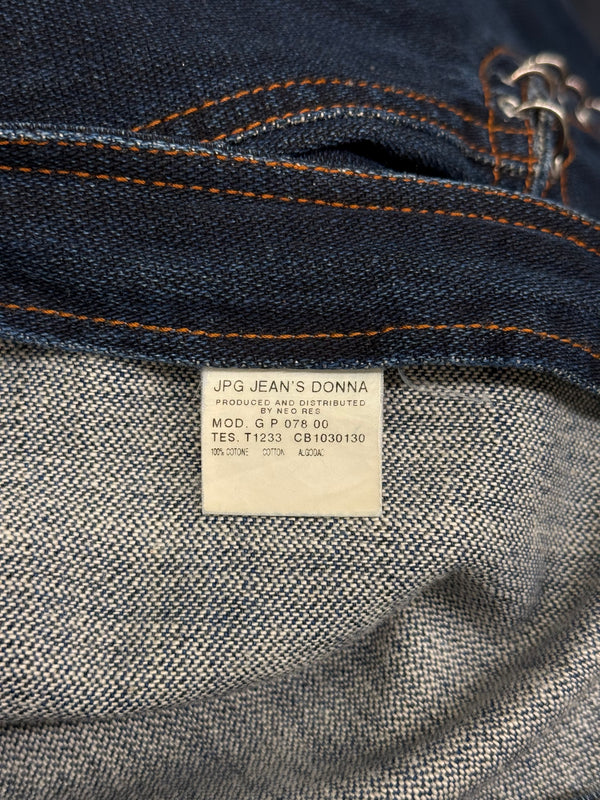 JPG JEAN'S DONNA
PRODUCED AND DISTRIBUTED
BY NEO RES
MOD. G P 078 00
TES. T1233 CB1030130
100% COTONE COTTON ALGODAO